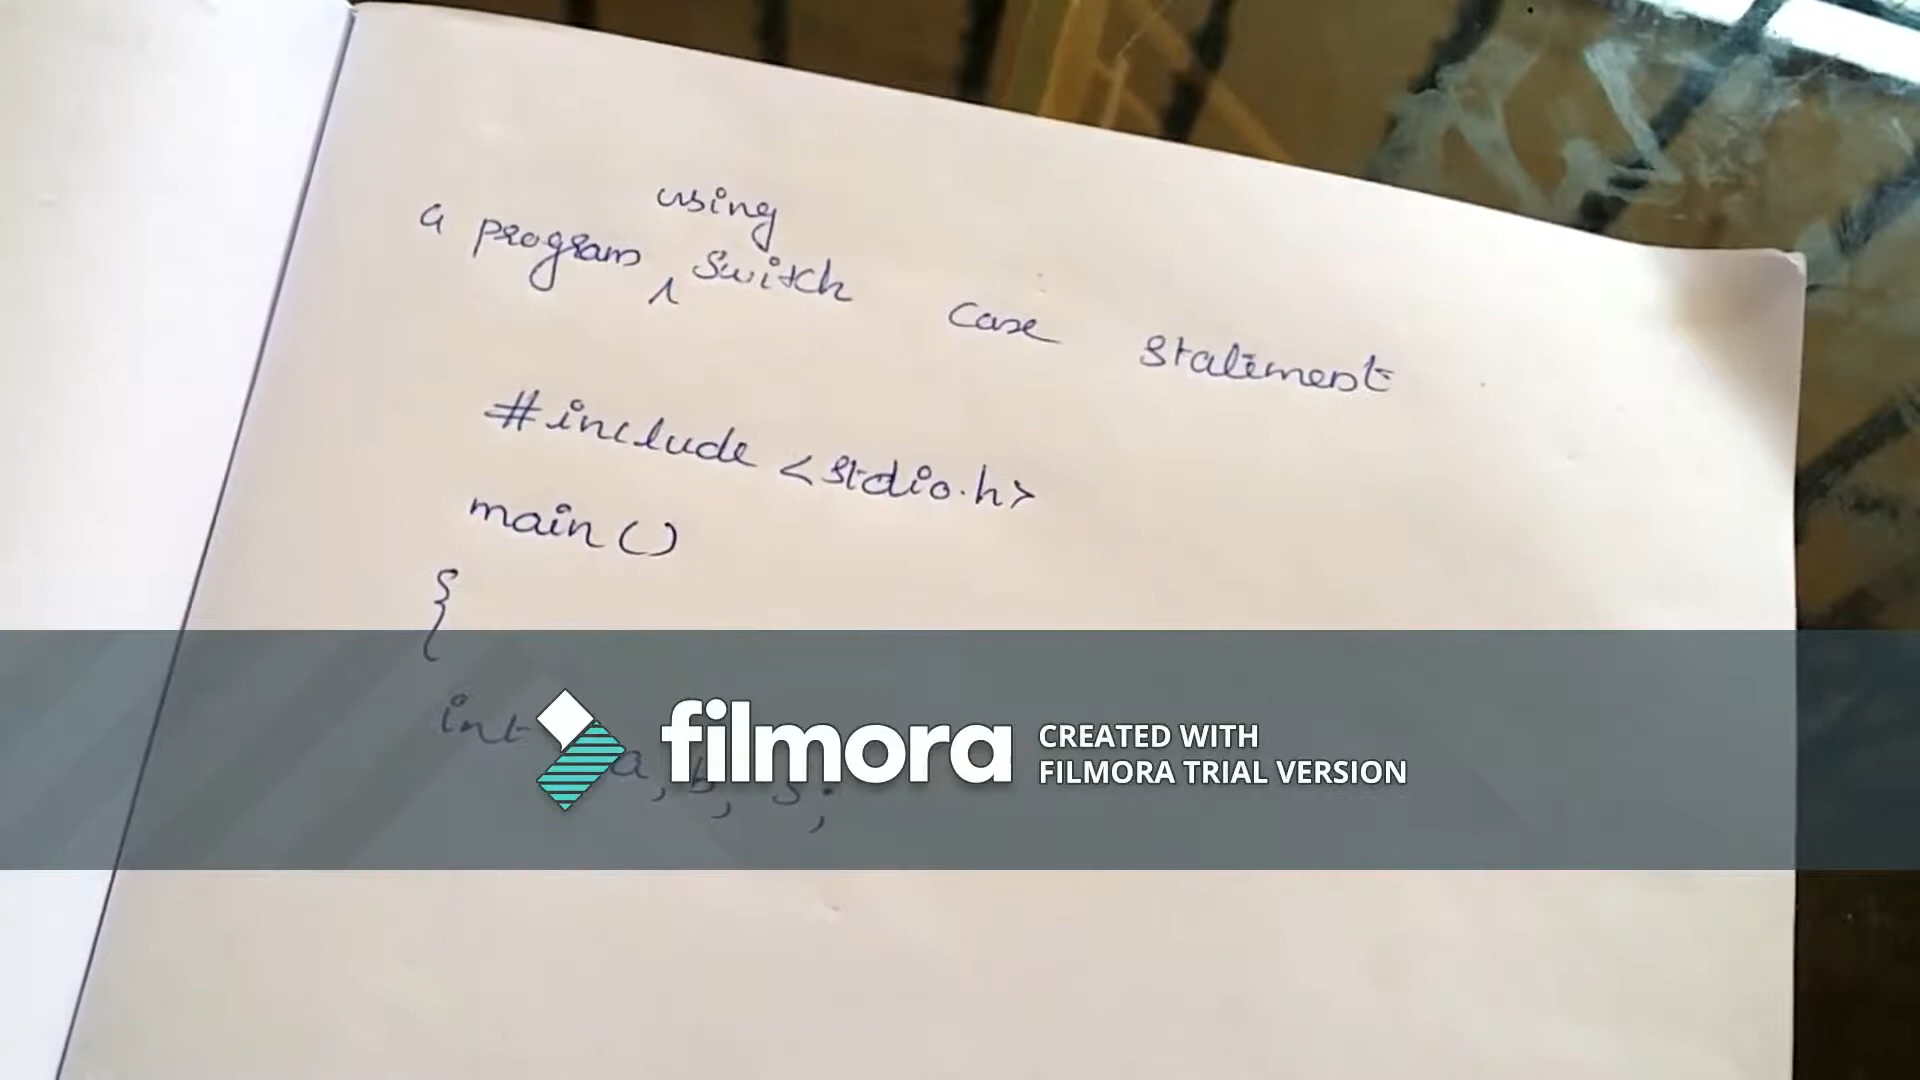 using
a program ^ switch case statement
#include <stdio.h>
main ()
{
int a, b, s;
filmora
CREATED WITH
FILMORA TRIAL VERSION